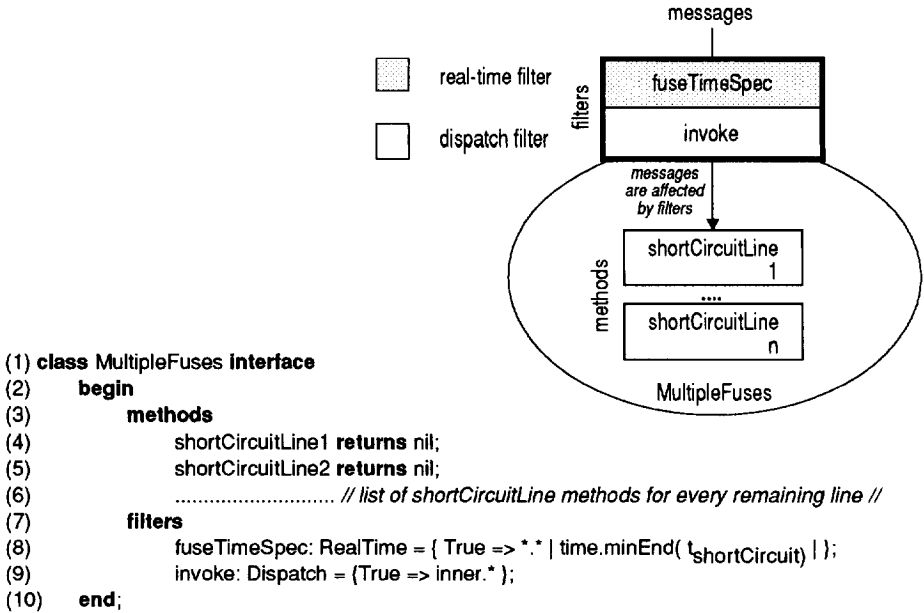 messages
real-time filter
dispatch filter
filters
fuseTimeSpec
invoke
messages
are affected
by filters
methods
shortCircuitLine
1
....
shortCircuitLine
n
MultipleFuses
(1) class MultipleFuses interface
(2) begin
(3) methods
(4) shortCircuitLine1 returns nil;
(5) shortCircuitLine2 returns nil;
(6) ............................ // list of shortCircuitLine methods for every remaining line //
(7) filters
(8) fuseTimeSpec: RealTime = { True => *.* | time.minEnd( tshortCircuit) | };
(9) invoke: Dispatch = {True => inner.* };
(10) end;